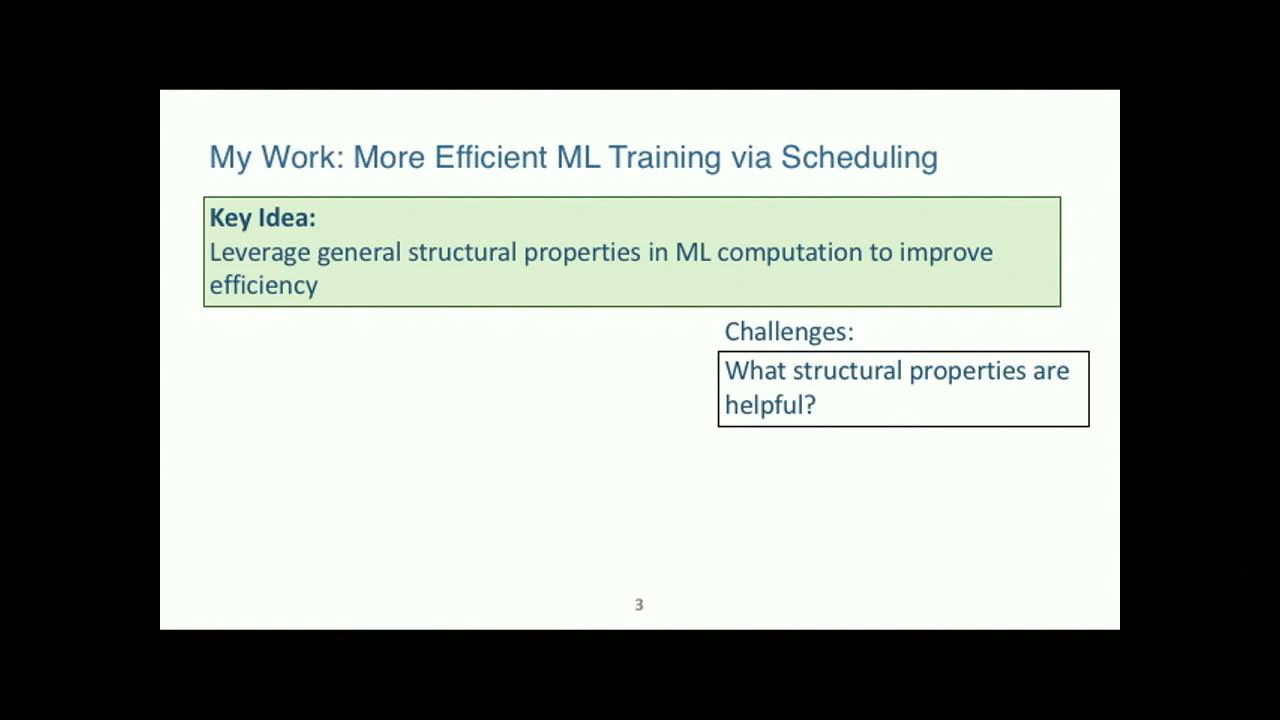 My Work: More Efficient ML Training via Scheduling
Key Idea:
Leverage general structural properties in ML computation to improve
efficiency
Challenges:
What structural properties are
helpful?
3